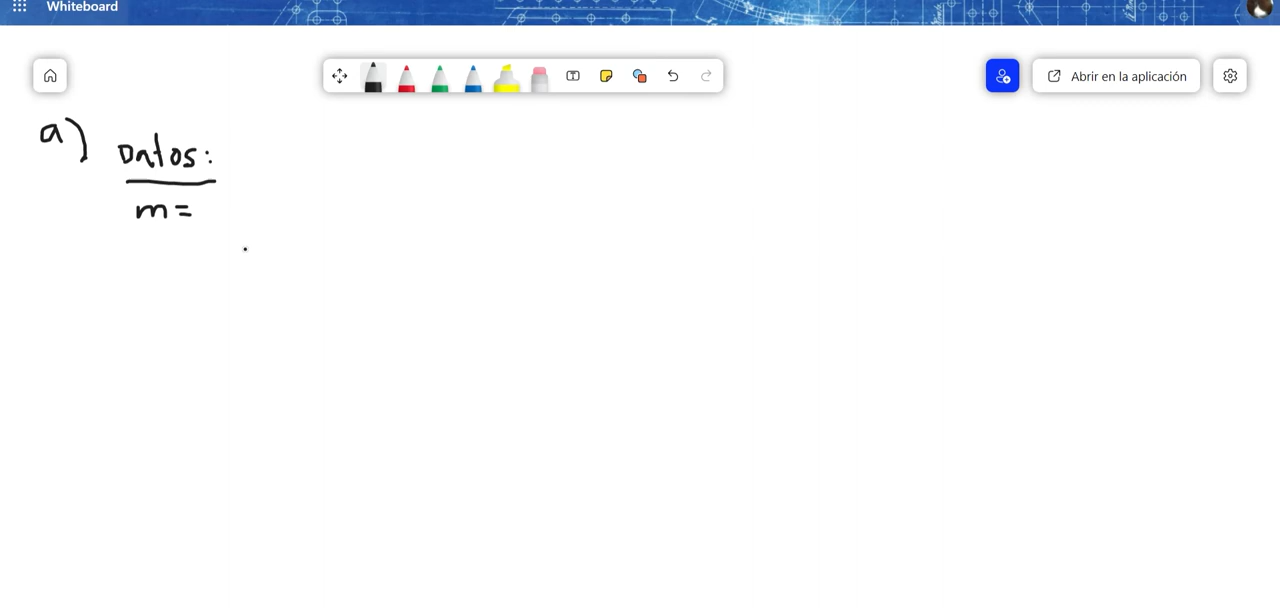 Whiteboard
Abrir en la aplicación
a) Datos:
m =